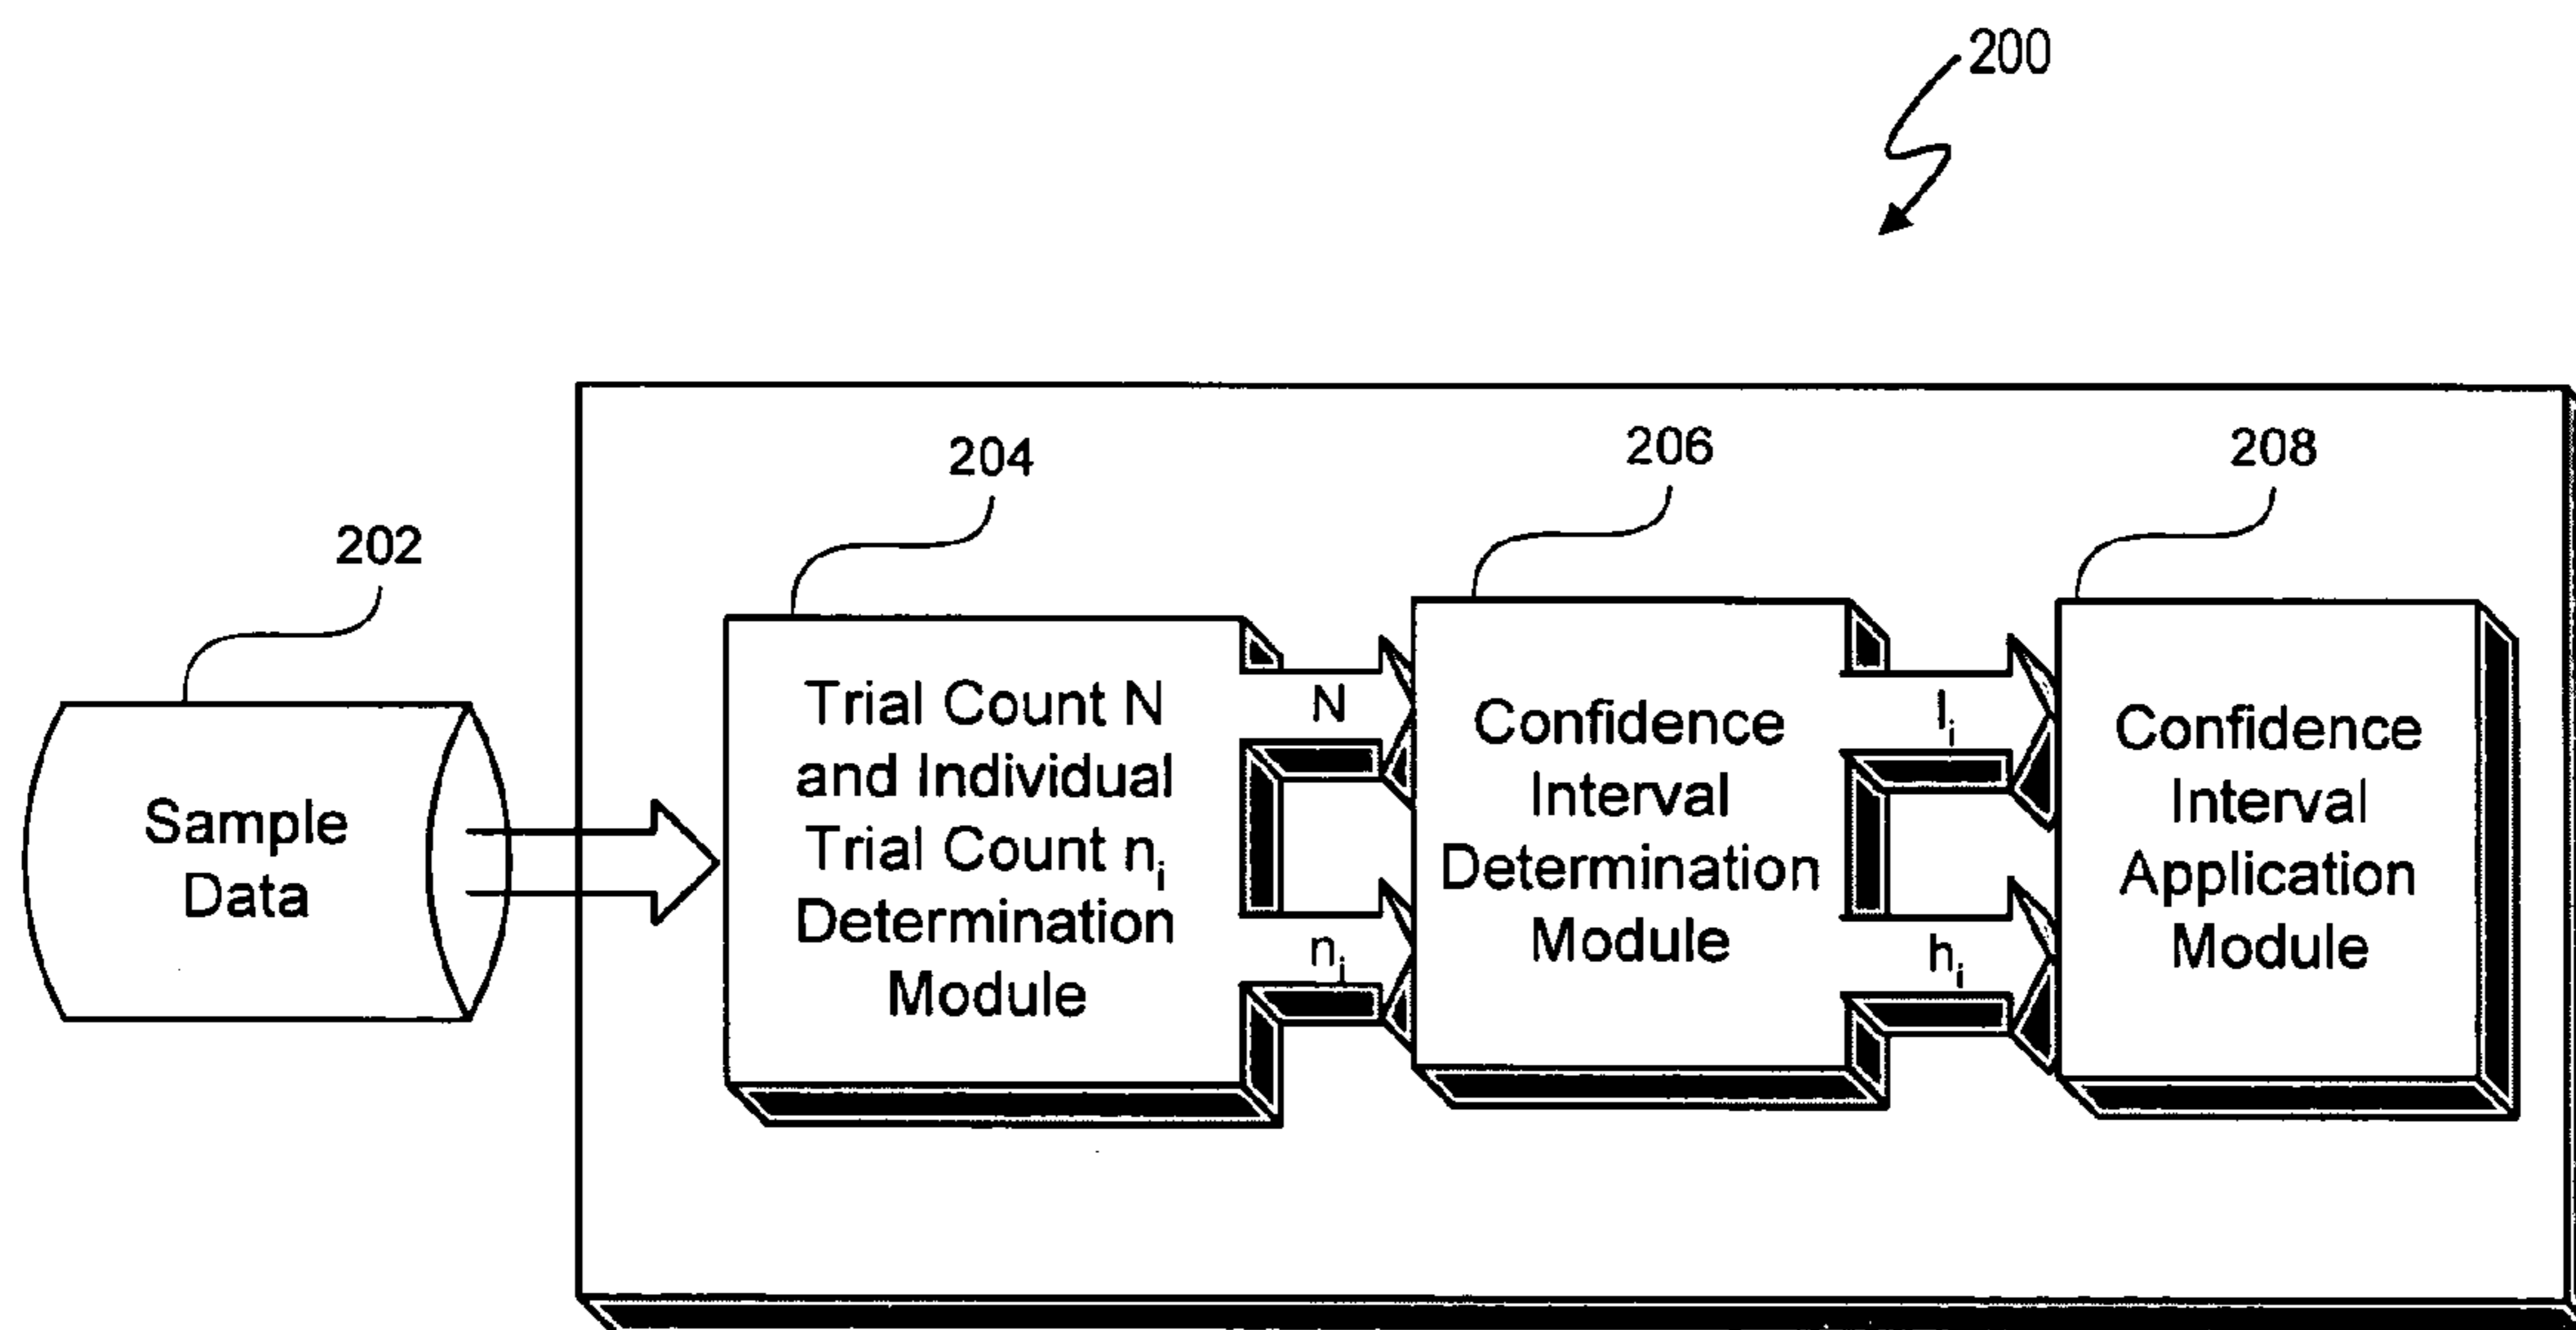 200
204
206
208
202
Sample
Data
Trial Count N
and Individual
Trial Count nᵢ
Determination
Module
N
nᵢ
Confidence
Interval
Determination
Module
lᵢ
hᵢ
Confidence
Interval
Application
Module